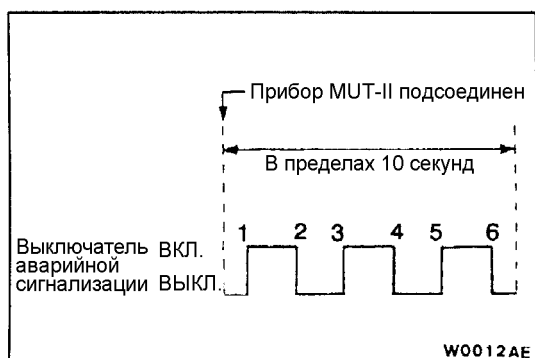 Прибор MUT-II подсоединен
В пределах 10 секунд
1 2 3 4 5 6
Выключатель ВКЛ.
аварийной
сигнализации ВЫКЛ.
W0012AE